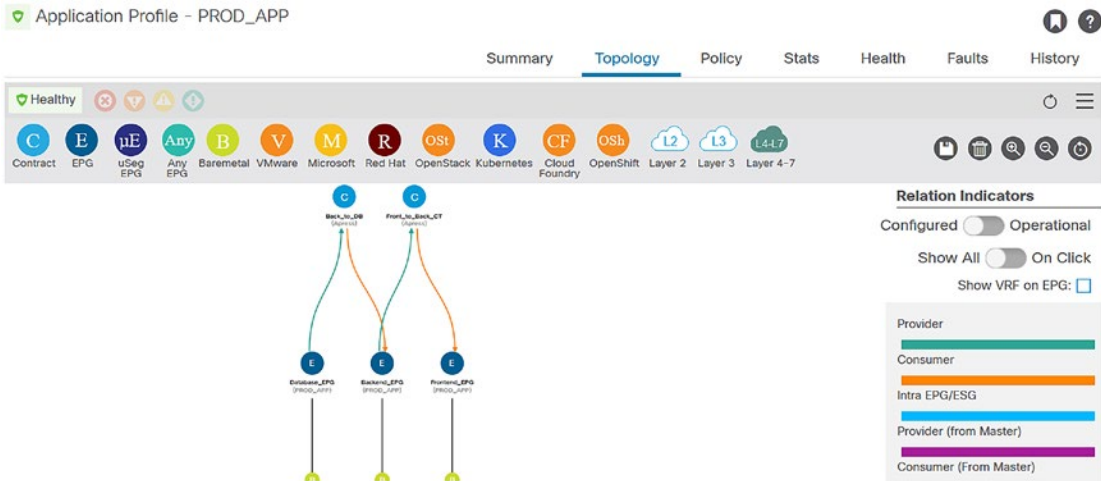 Application Profile - PROD_APP
?
Summary Topology Policy Stats Health Faults History
Healthy
C E μE Any B V M R OSt K CF OSh L2 L3 L4-L7
Contract EPG uSeg EPG Any EPG Baremetal VMware Microsoft Red Hat OpenStack Kubernetes Cloud Foundry OpenShift Layer 2 Layer 3 Layer 4-7
Relation Indicators
Configured Operational
Show All On Click
Show VRF on EPG:
Provider
Consumer
Intra EPG/ESG
Provider (from Master)
Consumer (From Master)
C C
Back_to_DB Front_to_Back_CT
(Apress) (Apress)
E E E
Database_EPG Backend_EPG Frontend_EPG
(PROD_APP) (PROD_APP) (PROD_APP)